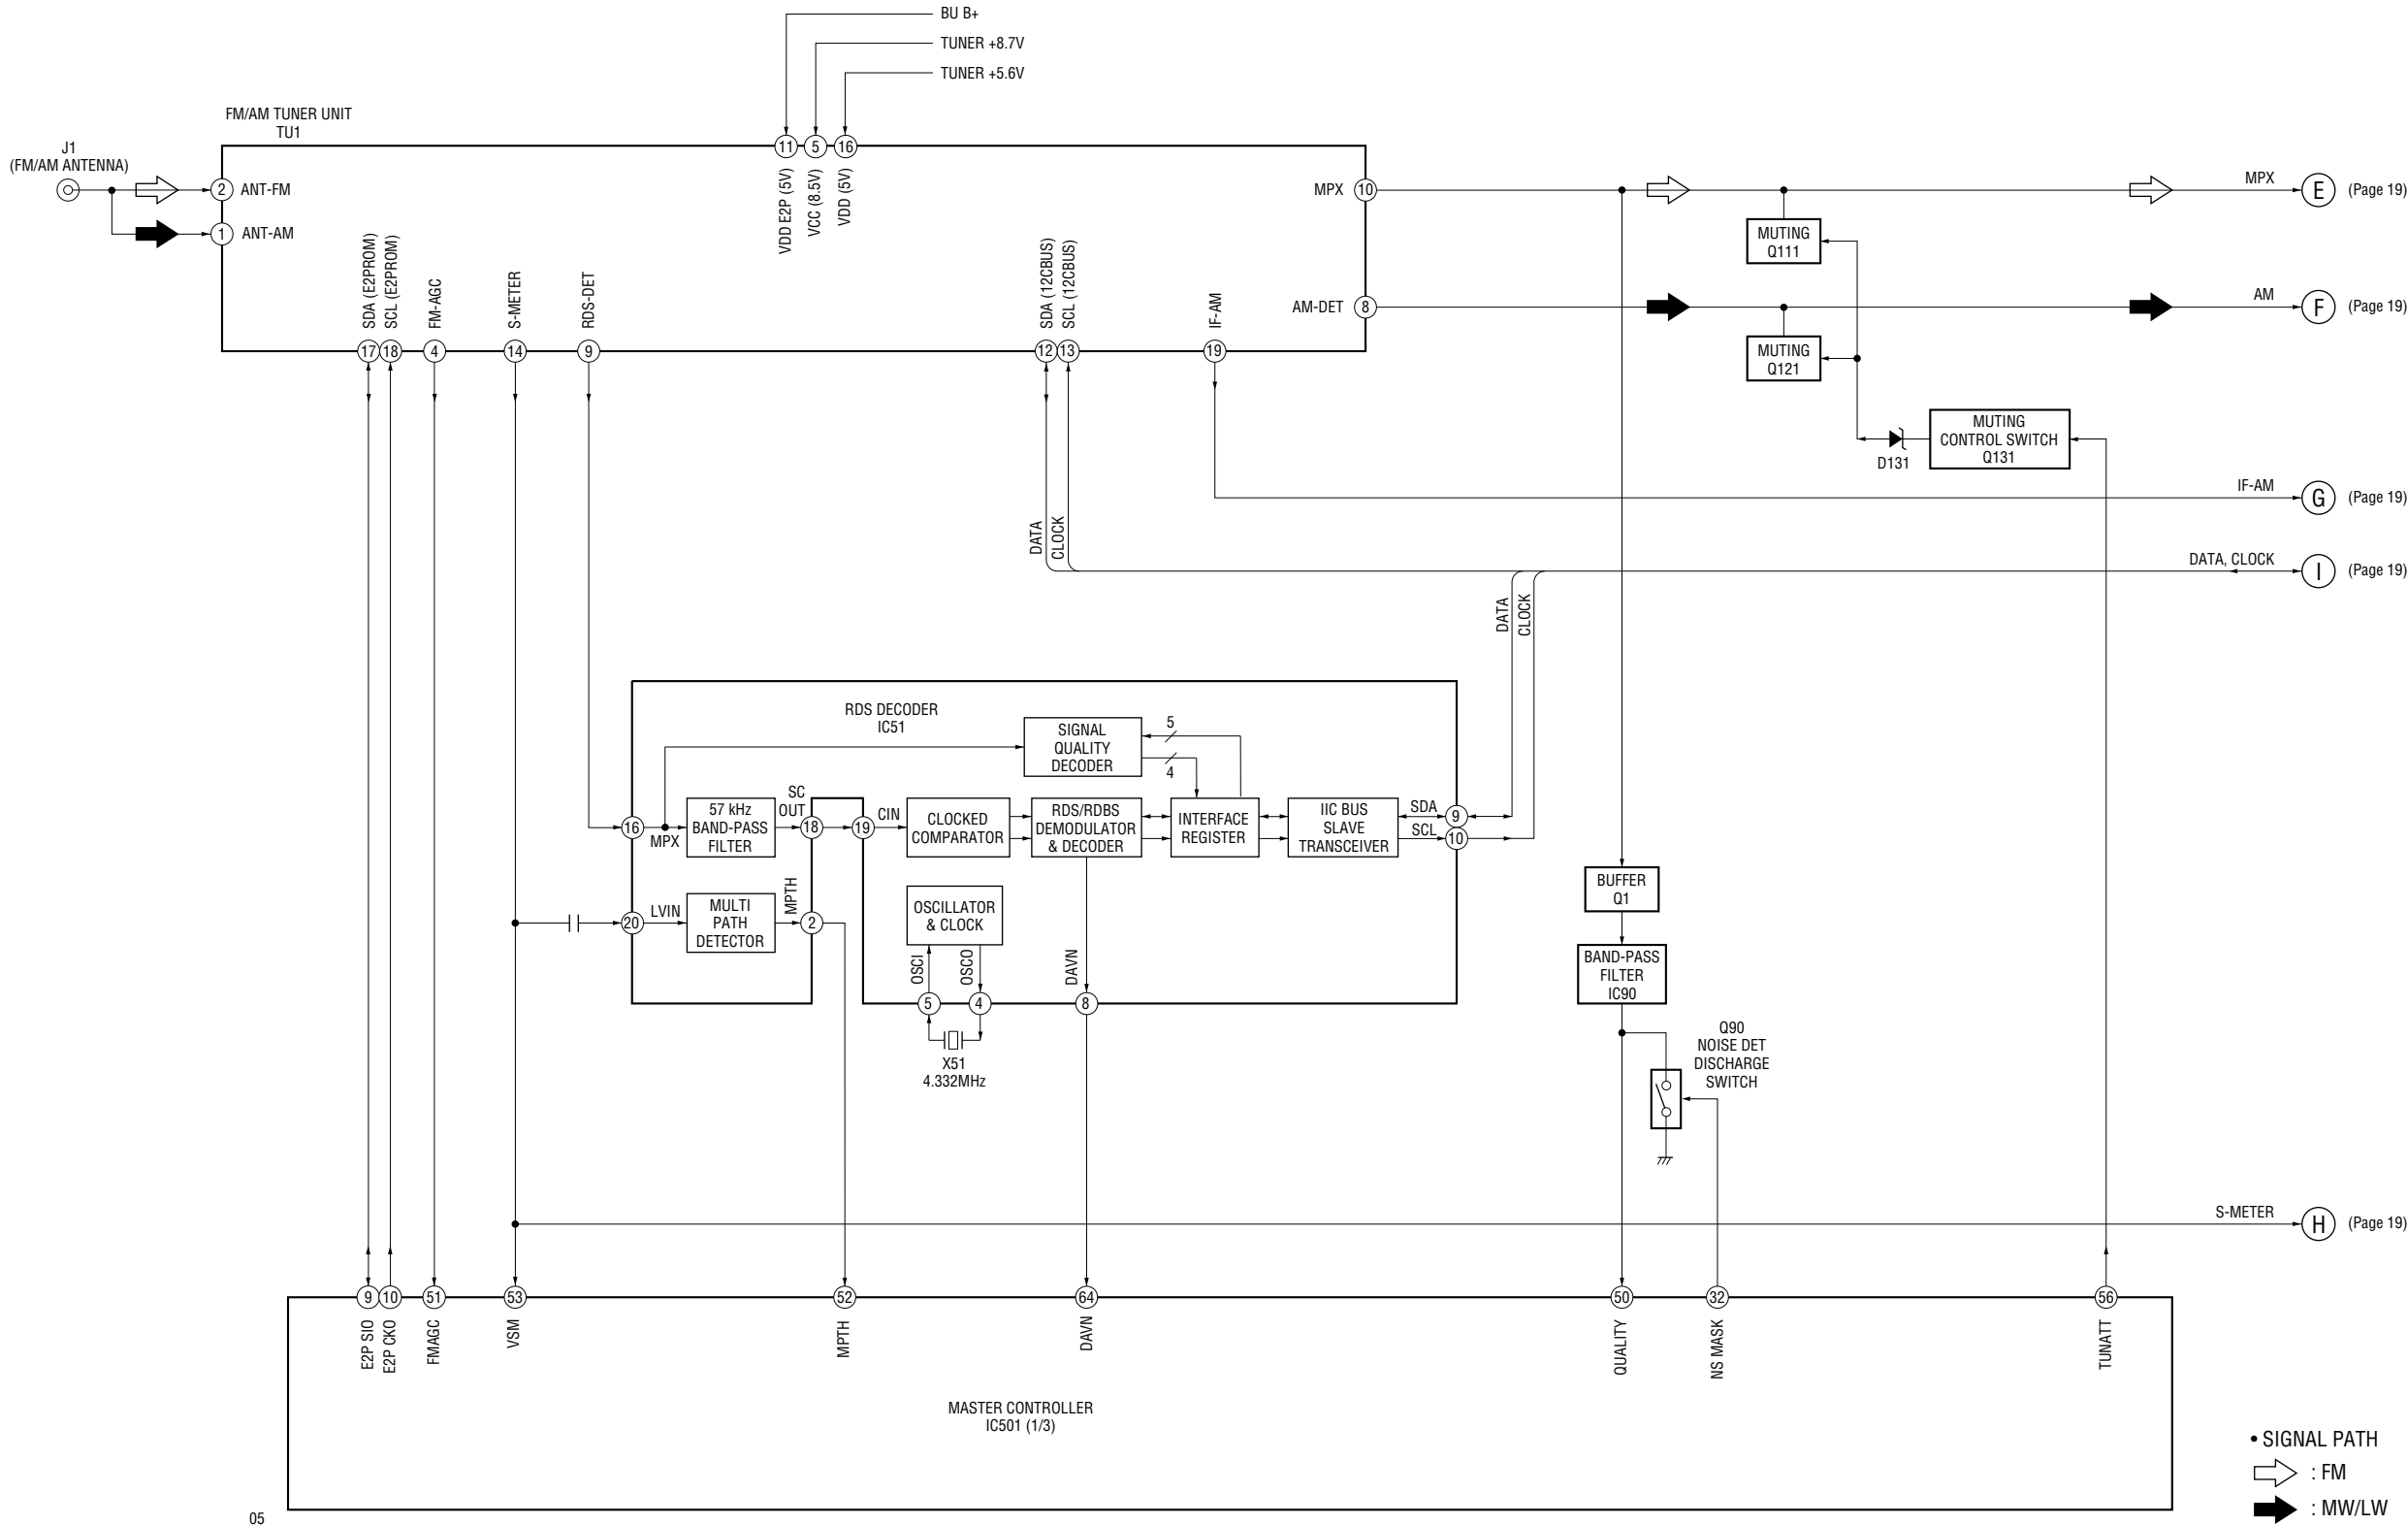 BU B+
TUNER +8.7V
TUNER +5.6V
FM/AM TUNER UNIT
TU1
J1
(FM/AM ANTENNA)
11
5
16
VDD E2P (5V)
VCC (8.5V)
VDD (5V)
2
ANT-FM
1
ANT-AM
MPX
10
AM-DET
8
SDA (E2PROM)
SCL (E2PROM)
FM-AGC
S-METER
RDS-DET
SDA (12CBUS)
SCL (12CBUS)
IF-AM
17
18
4
14
9
12
13
19
MPX
E
(Page 19)
MUTING
Q111
AM
F
(Page 19)
MUTING
Q121
MUTING
CONTROL SWITCH
Q131
D131
IF-AM
G
(Page 19)
DATA
CLOCK
DATA, CLOCK
I
(Page 19)
DATA
CLOCK
RDS DECODER
IC51
SIGNAL
QUALITY
DECODER
5
4
16
MPX
57 kHz
BAND-PASS
FILTER
SC
OUT
18
19
CIN
CLOCKED
COMPARATOR
RDS/RDBS
DEMODULATOR
& DECODER
INTERFACE
REGISTER
IIC BUS
SLAVE
TRANSCEIVER
SDA
9
SCL
10
20
LVIN
MULTI
PATH
DETECTOR
MPTH
2
OSCILLATOR
& CLOCK
OSCI
OSCO
DAVN
5
4
8
X51
4.332MHz
BUFFER
Q1
BAND-PASS
FILTER
IC90
Q90
NOISE DET
DISCHARGE
SWITCH
S-METER
H
(Page 19)
9
10
51
53
52
64
50
32
56
E2P SIO
E2P CKO
FMAGC
VSM
MPTH
DAVN
QUALITY
NS MASK
TUNATT
MASTER CONTROLLER
IC501 (1/3)
• SIGNAL PATH
: FM
: MW/LW
05